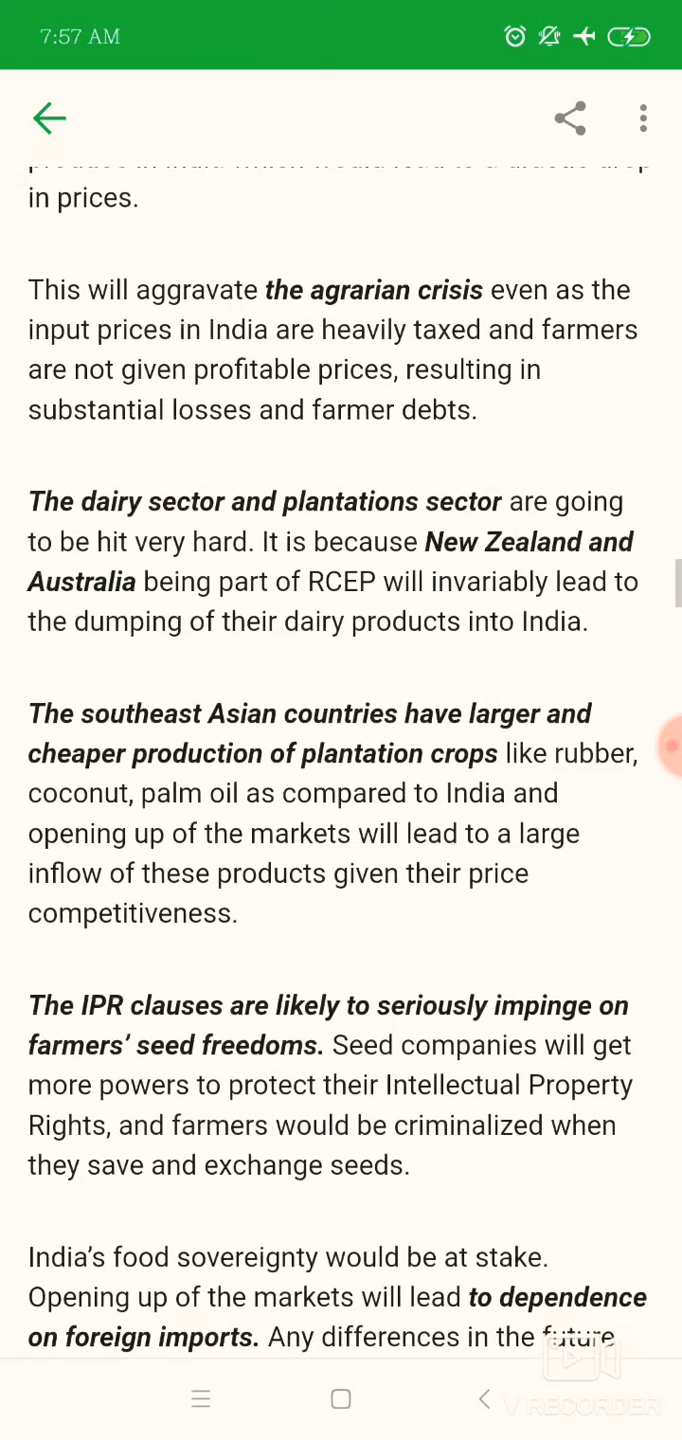 7:57 AM
in prices.
This will aggravate the agrarian crisis even as the
input prices in India are heavily taxed and farmers
are not given profitable prices, resulting in
substantial losses and farmer debts.
The dairy sector and plantations sector are going
to be hit very hard. It is because New Zealand and
Australia being part of RCEP will invariably lead to
the dumping of their dairy products into India.
The southeast Asian countries have larger and
cheaper production of plantation crops like rubber,
coconut, palm oil as compared to India and
opening up of the markets will lead to a large
inflow of these products given their price
competitiveness.
The IPR clauses are likely to seriously impinge on
farmers’ seed freedoms. Seed companies will get
more powers to protect their Intellectual Property
Rights, and farmers would be criminalized when
they save and exchange seeds.
India’s food sovereignty would be at stake.
Opening up of the markets will lead to dependence
on foreign imports. Any differences in the future
V RECORDER